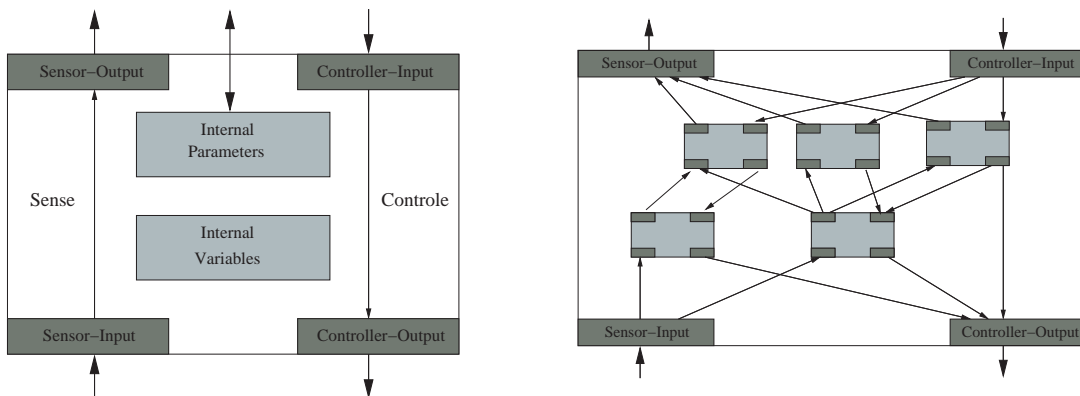 Sensor–Output
Controller–Input
Internal
Parameters
Sense
Controle
Internal
Variables
Sensor–Input
Controller–Output
Sensor–Output
Controller–Input
Sensor–Input
Controller–Output